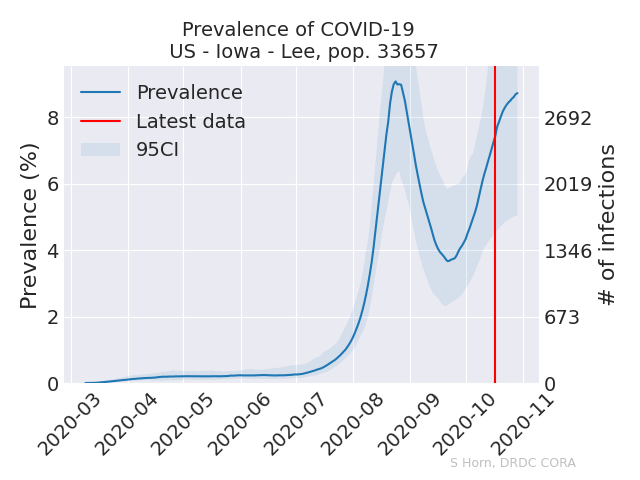 Prevalence of COVID-19
US - Iowa - Lee, pop. 33657
Prevalence
Latest data
95CI
Prevalence (%)
8
6
4
2
0
2692
2019
1346
673
0
# of infections
2020-03
2020-04
2020-05
2020-06
2020-07
2020-08
2020-09
2020-10
2020-11
S Horn, DRDC CORA